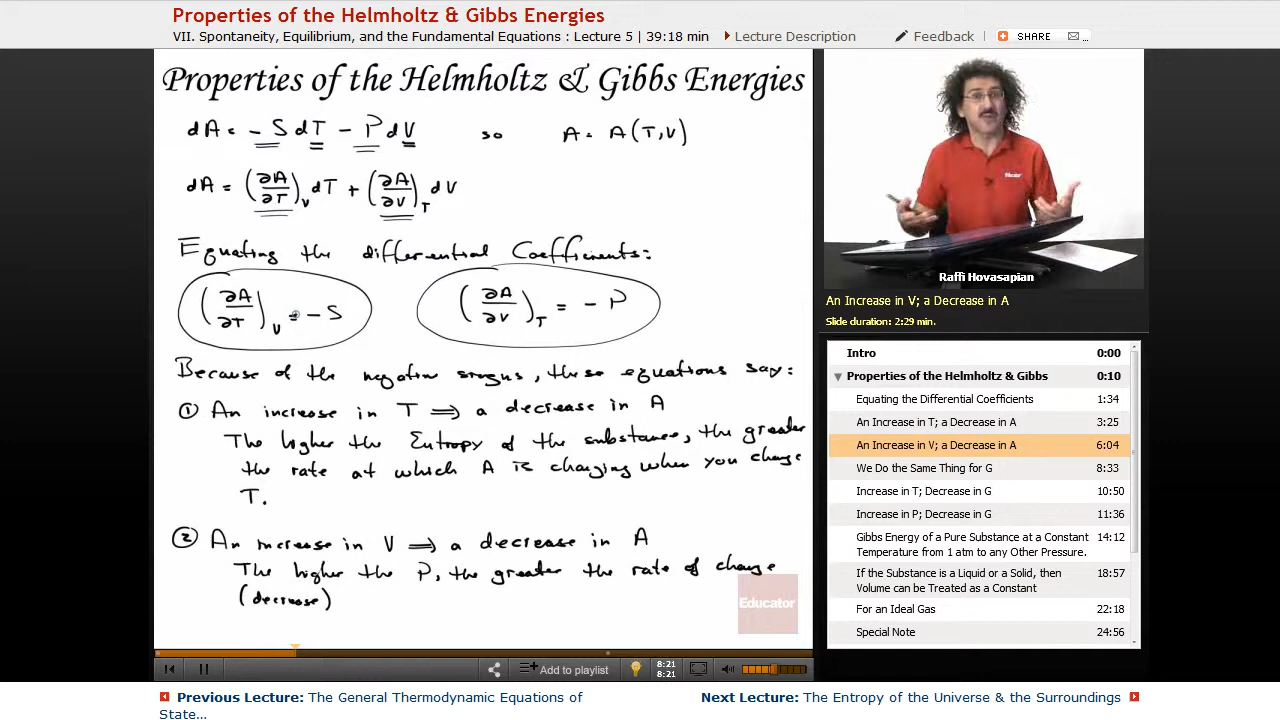 Properties of the Helmholtz & Gibbs Energies
VII. Spontaneity, Equilibrium, and the Fundamental Equations : Lecture 5 | 39:18 min
Lecture Description
Feedback
SHARE
Properties of the Helmholtz & Gibbs Energies
dA = - S dT - P dV so A = A (T, V)
dA = (∂A/∂T)_V dT + (∂A/∂V)_T dV
Equating the differential Coefficients:
(∂A/∂T)_V = - S (∂A/∂V)_T = - P
Because of the negative signs, these equations say:
① An increase in T ⟹ a decrease in A
The higher the Entropy of the substance, the greater
the rate at which A is changing when you change
T.
② An increase in V ⟹ a decrease in A
The higher the P, the greater the rate of change
(decrease)
Educator
Educator
Raffi Hovasapian
An Increase in V; a Decrease in A
Slide duration: 2:29 min.
Intro 0:00
Properties of the Helmholtz & Gibbs 0:10
Equating the Differential Coefficients 1:34
An Increase in T; a Decrease in A 3:25
An Increase in V; a Decrease in A 6:04
We Do the Same Thing for G 8:33
Increase in T; Decrease in G 10:50
Increase in P; Decrease in G 11:36
Gibbs Energy of a Pure Substance at a Constant 14:12
Temperature from 1 atm to any Other Pressure.
If the Substance is a Liquid or a Solid, then 18:57
Volume can be Treated as a Constant
For an Ideal Gas 22:18
Special Note 24:56
Add to playlist
8:21
8:21
Previous Lecture: The General Thermodynamic Equations of
State...
Next Lecture: The Entropy of the Universe & the Surroundings